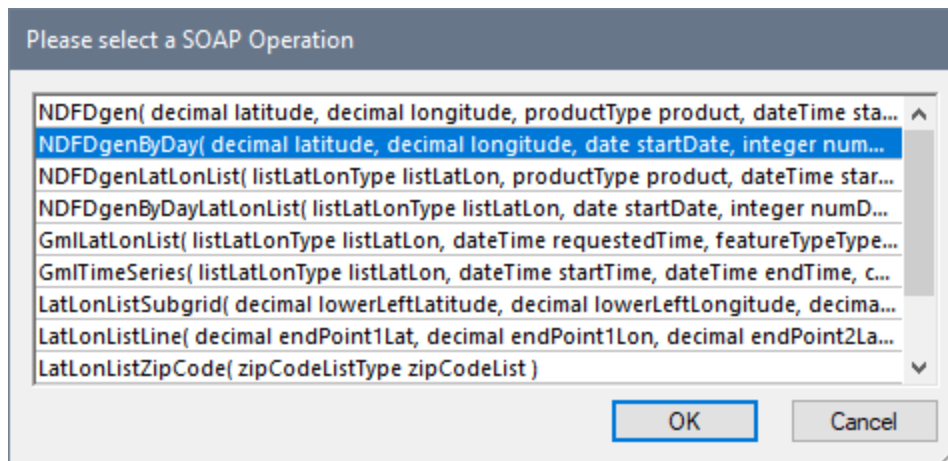 Please select a SOAP Operation
NDFDgen( decimal latitude, decimal longitude, productType product, dateTime sta...
NDFDgenByDay( decimal latitude, decimal longitude, date startDate, integer num...
NDFDgenLatLonList( listLatLonType listLatLon, productType product, dateTime star...
NDFDgenByDayLatLonList( listLatLonType listLatLon, date startDate, integer numD...
GmlLatLonList( listLatLonType listLatLon, dateTime requestedTime, featureTypeType...
GmlTimeSeries( listLatLonType listLatLon, dateTime startTime, dateTime endTime, c...
LatLonListSubgrid( decimal lowerLeftLatitude, decimal lowerLeftLongitude, decima...
LatLonListLine( decimal endPoint1Lat, decimal endPoint1Lon, decimal endPoint2La...
LatLonListZipCode( zipCodeListType zipCodeList )
OK Cancel